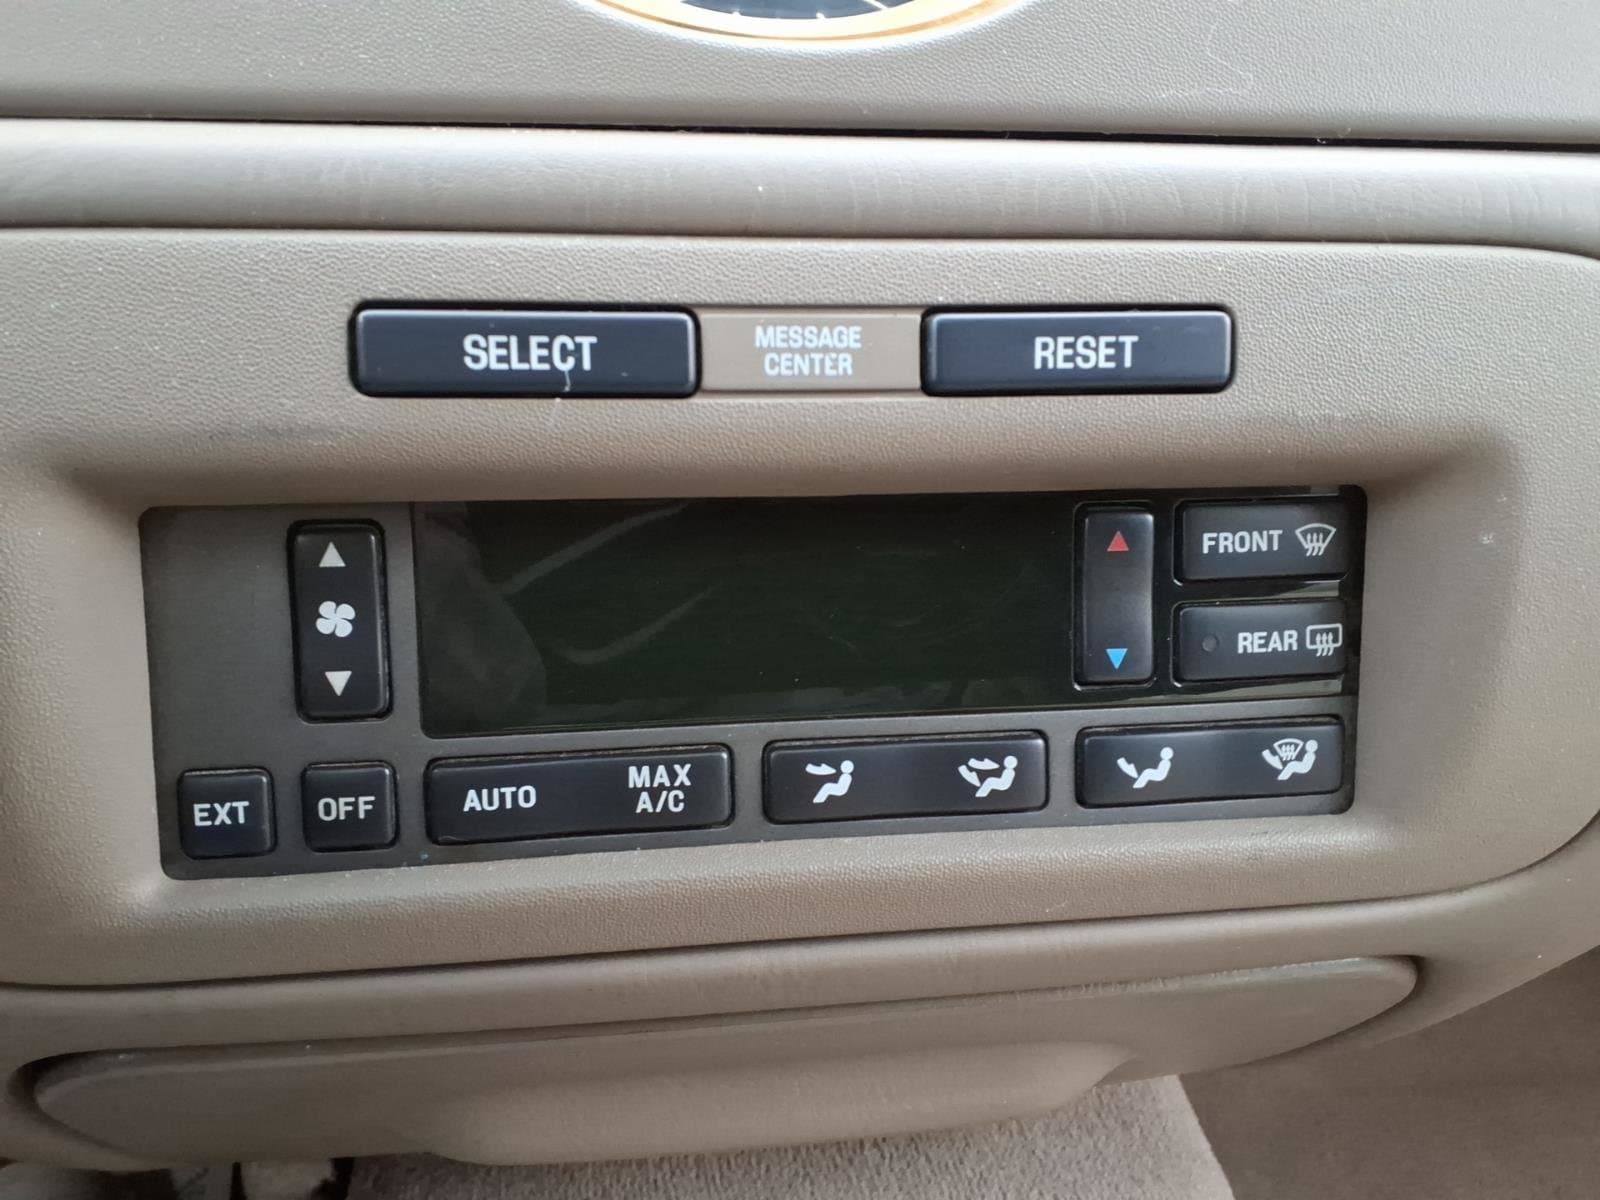 SELECT
MESSAGE
CENTER
RESET
FRONT
REAR
EXT
OFF
AUTO
MAX
A/C